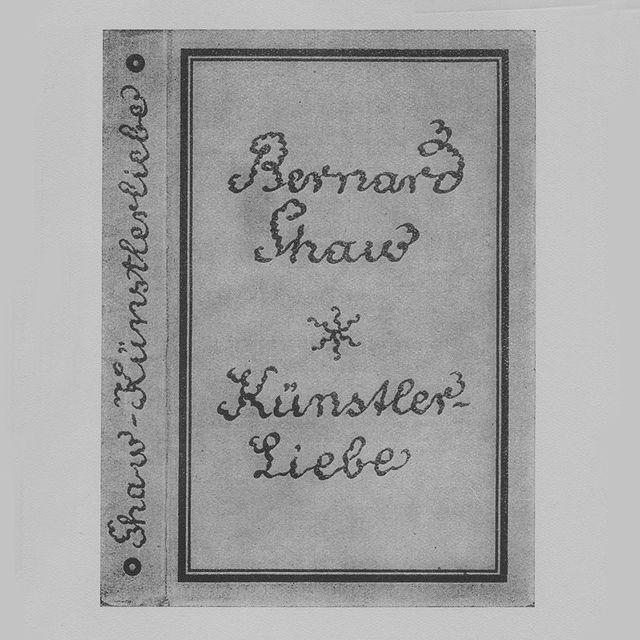 Shaw-Künstlerliebe
Bernard
Shaw
Künstler-
Liebe